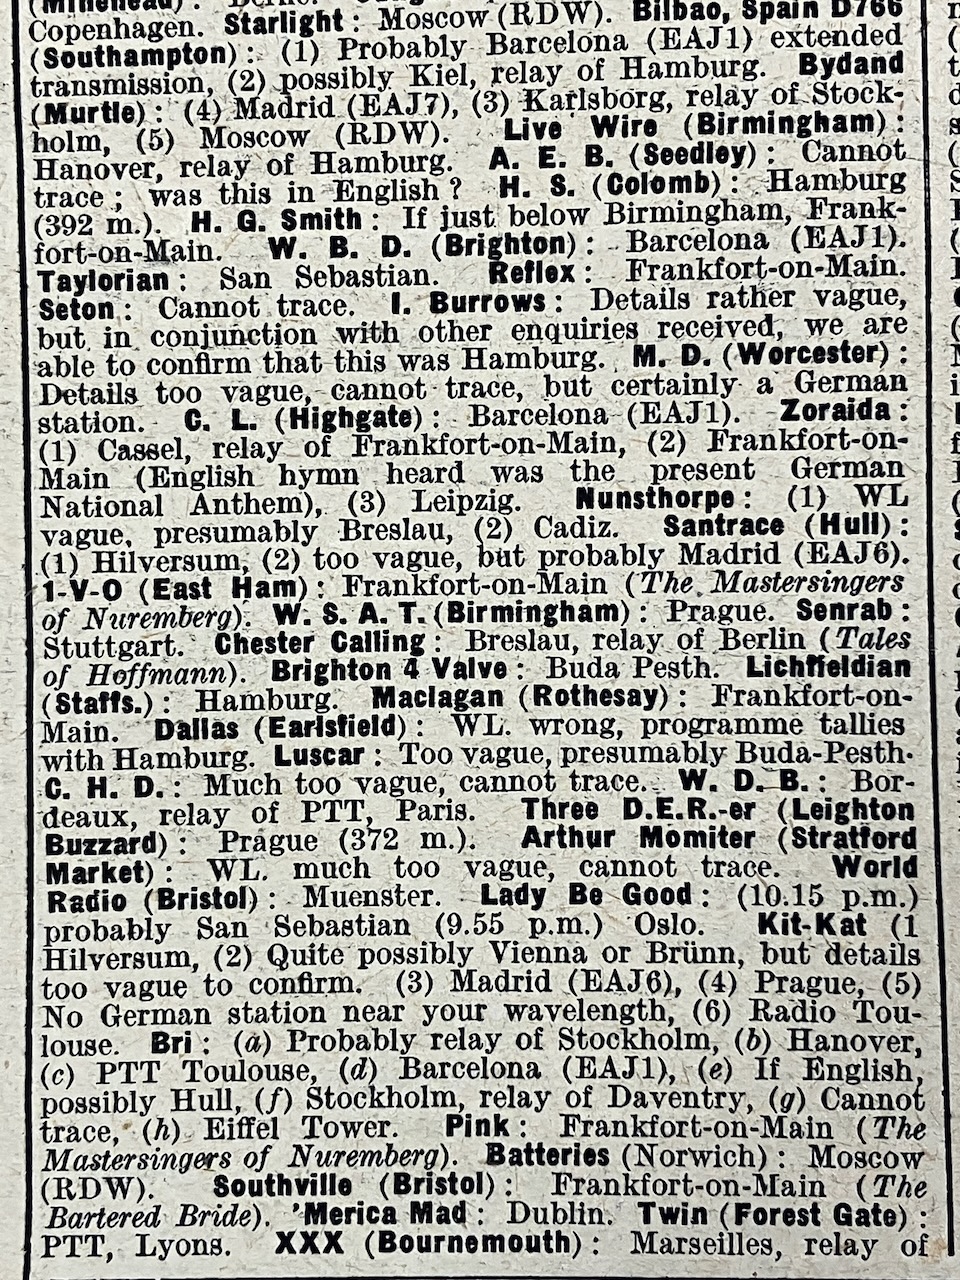 (Minehead) :
Copenhagen. Starlight : Moscow (RDW). Bilbao, Spain D766
(Southampton) : (1) Probably Barcelona (EAJ1) extended
transmission, (2) possibly Kiel, relay of Hamburg. Bydand
(Murtle) : (4) Madrid (EAJ7), (3) Karlsborg, relay of Stock-
holm, (5) Moscow (RDW). Live Wire (Birmingham) :
Hanover, relay of Hamburg. A. E. B. (Seedley) : Cannot
trace ; was this in English ? H. S. (Colomb) : Hamburg
(392 m.). H. G. Smith : If just below Birmingham, Frank-
fort-on-Main. W. B. D. (Brighton) : Barcelona (EAJ1).
Taylorian : San Sebastian. Reflex : Frankfort-on-Main.
Seton : Cannot trace. I. Burrows : Details rather vague,
but in conjunction with other enquiries received, we are
able to confirm that this was Hamburg. M. D. (Worcester) :
Details too vague, cannot trace, but certainly a German
station. C. L. (Highgate) : Barcelona (EAJ1). Zoraida :
(1) Cassel, relay of Frankfort-on-Main, (2) Frankfort-on-
Main (English hymn heard was the present German
National Anthem), (3) Leipzig. Nunsthorpe : (1) WL
vague, presumably Breslau, (2) Cadiz. Santrace (Hull) :
(1) Hilversum, (2) too vague, but probably Madrid (EAJ6).
1-V-O (East Ham) : Frankfort-on-Main (The Mastersingers
of Nuremberg). W. S. A. T. (Birmingham) : Prague. Senrab :
Stuttgart. Chester Calling : Breslau, relay of Berlin (Tales
of Hoffmann). Brighton 4 Valve : Buda Pesth. Lichffeldian
(Staffs.) : Hamburg. Maclagan (Rothesay) : Frankfort-on-
Main. Dallas (Earlsfield) : WL. wrong, programme tallies
with Hamburg. Luscar : Too vague, presumably Buda-Pesth.
C. H. D. : Much too vague, cannot trace. W. D. B. : Bor-
deaux, relay of PTT, Paris. Three D.E.R.-er (Leighton
Buzzard) : Prague (372 m.). Arthur Momiter (Stratford
Market) : WL. much too vague, cannot trace. World
Radio (Bristol) : Muenster. Lady Be Good : (10.15 p.m.)
probably San Sebastian (9.55 p.m.) Oslo. Kit-Kat (1
Hilversum, (2) Quite possibly Vienna or Brünn, but details
too vague to confirm. (3) Madrid (EAJ6), (4) Prague, (5)
No German station near your wavelength, (6) Radio Tou-
louse. Bri : (a) Probably relay of Stockholm, (b) Hanover,
(c) PTT Toulouse, (d) Barcelona (EAJ1), (e) If English,
possibly Hull, (f) Stockholm, relay of Daventry, (g) Cannot
trace, (h) Eiffel Tower. Pink : Frankfort-on-Main (The
Mastersingers of Nuremberg). Batteries (Norwich) : Moscow
(RDW). Southville (Bristol) : Frankfort-on-Main (The
Bartered Bride). 'Merica Mad : Dublin. Twin (Forest Gate) :
PTT, Lyons. XXX (Bournemouth) : Marseilles, relay of